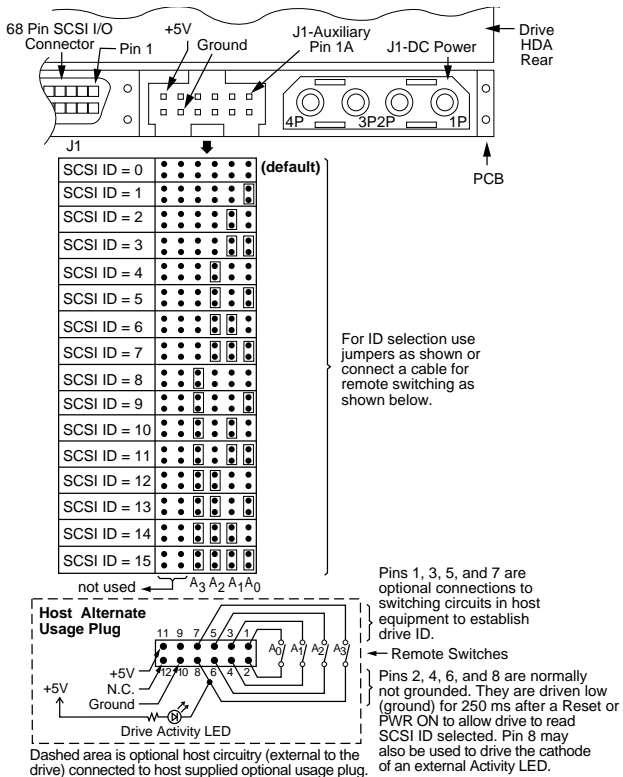 68 Pin SCSI I/O
Connector
Pin 1
+5V
Ground
J1-Auxiliary
Pin 1A
J1-DC Power
Drive
HDA
Rear
4P 3P2P 1P
PCB
J1
SCSI ID = 0 (default)
SCSI ID = 1
SCSI ID = 2
SCSI ID = 3
SCSI ID = 4
SCSI ID = 5
SCSI ID = 6
SCSI ID = 7
SCSI ID = 8
SCSI ID = 9
SCSI ID = 10
SCSI ID = 11
SCSI ID = 12
SCSI ID = 13
SCSI ID = 14
SCSI ID = 15
For ID selection use
jumpers as shown or
connect a cable for
remote switching as
shown below.
not used A3 A2 A1 A0
Host Alternate
Usage Plug
11 9 7 5 3 1
12 10 8 6 4 2
A0 A1 A2 A3
+5V
N.C.
Ground
+5V
Drive Activity LED
Pins 1, 3, 5, and 7 are
optional connections to
switching circuits in host
equipment to establish
drive ID.
Remote Switches
Pins 2, 4, 6, and 8 are normally
not grounded. They are driven low
(ground) for 250 ms after a Reset or
PWR ON to allow drive to read
SCSI ID selected. Pin 8 may
also be used to drive the cathode
of an external Activity LED.
Dashed area is optional host circuitry (external to the
drive) connected to host supplied optional usage plug.